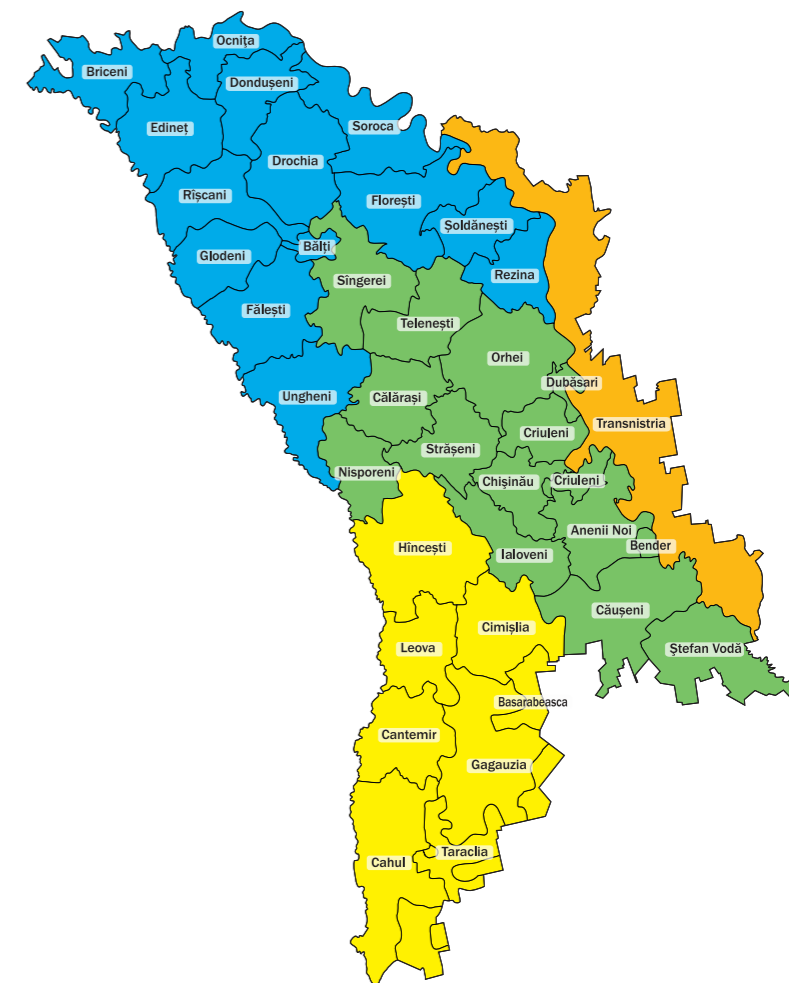 Ocnița
Briceni
Dondușeni
Edineț
Soroca
Drochia
Rîșcani
Florești
Șoldănești
Bălți
Glodeni
Rezina
Sîngerei
Fălești
Telenești
Orhei
Dubăsari
Ungheni
Călărași
Transnistria
Criuleni
Strășeni
Nisporeni
Chișinău
Criuleni
Anenii Noi
Bender
Hîncești
Ialoveni
Căușeni
Cimișlia
Leova
Ștefan Vodă
Basarabeasca
Cantemir
Gagauzia
Taraclia
Cahul